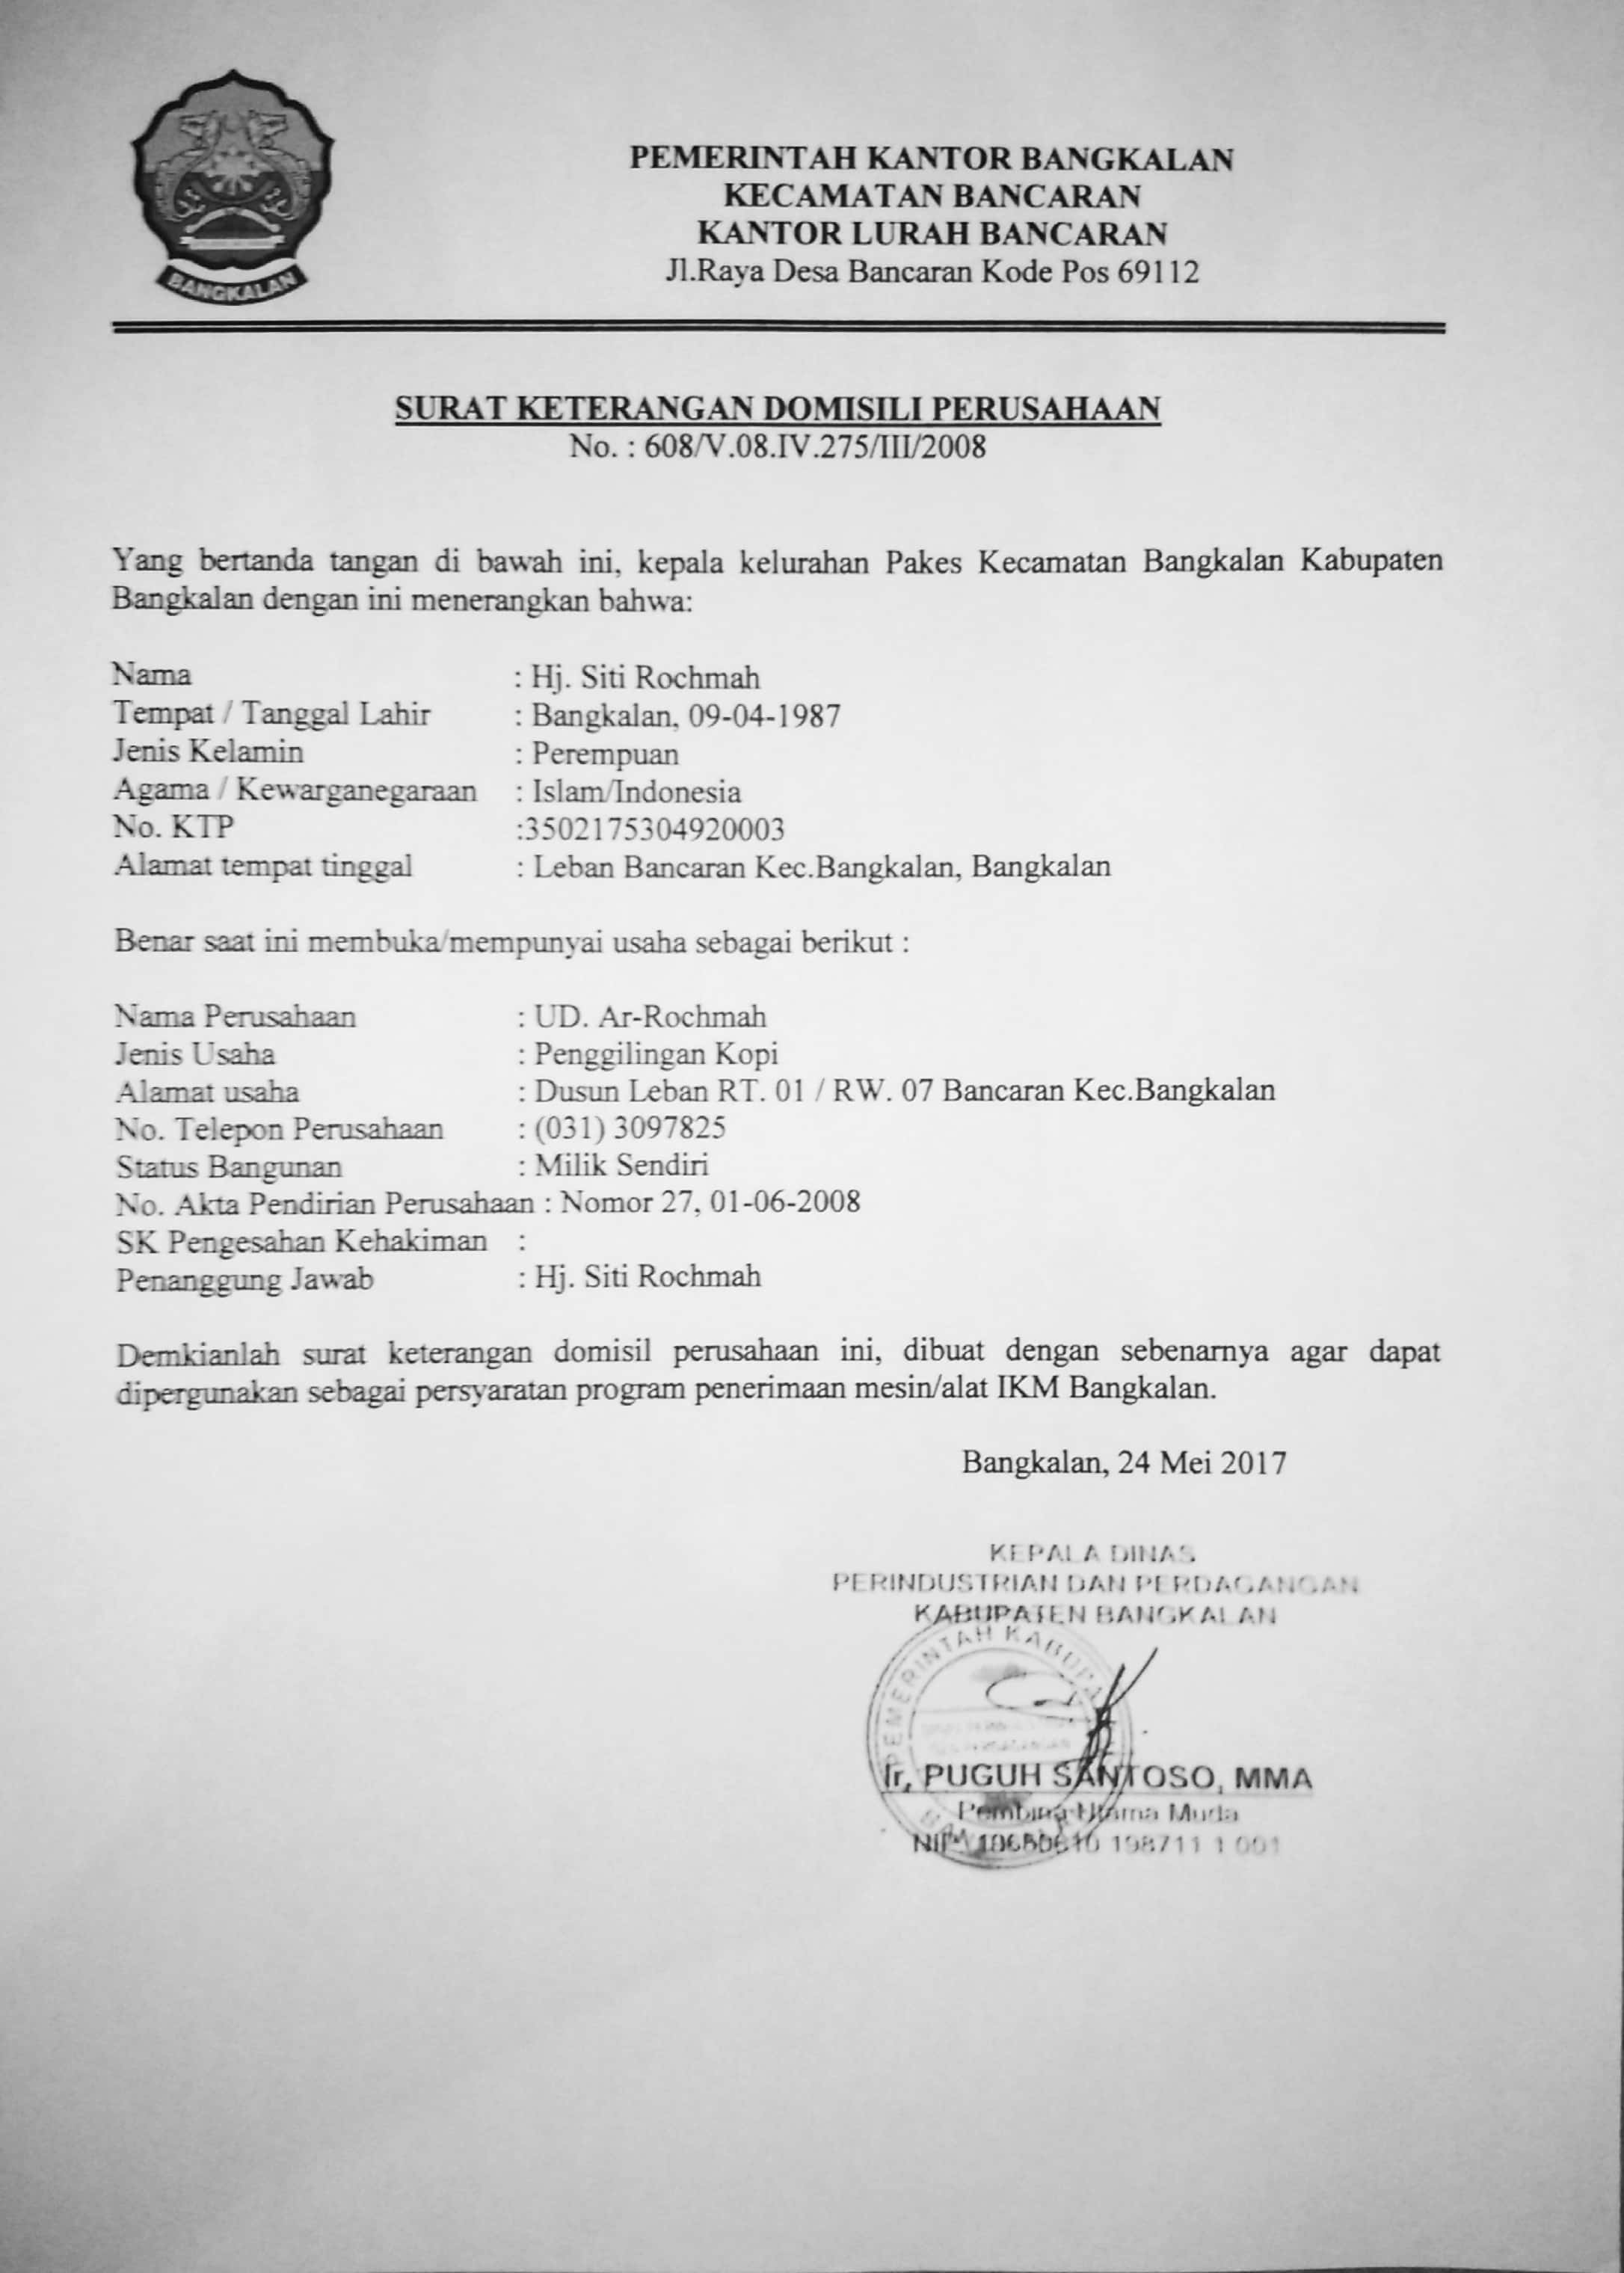 BANGKALAN
PEMERINTAH KANTOR BANGKALAN
KECAMATAN BANCARAN
KANTOR LURAH BANCARAN
Jl.Raya Desa Bancaran Kode Pos 69112
SURAT KETERANGAN DOMISILI PERUSAHAAN
No. : 608/V.08.IV.275/III/2008
Yang bertanda tangan di bawah ini, kepala kelurahan Pakes Kecamatan Bangkalan Kabupaten
Bangkalan dengan ini menerangkan bahwa:
Nama : Hj. Siti Rochmah
Tempat / Tanggal Lahir : Bangkalan, 09-04-1987
Jenis Kelamin : Perempuan
Agama / Kewarganegaraan : Islam/Indonesia
No. KTP :3502175304920003
Alamat tempat tinggal : Leban Bancaran Kec.Bangkalan, Bangkalan
Benar saat ini membuka/mempunyai usaha sebagai berikut :
Nama Perusahaan : UD. Ar-Rochmah
Jenis Usaha : Penggilingan Kopi
Alamat usaha : Dusun Leban RT. 01 / RW. 07 Bancaran Kec.Bangkalan
No. Telepon Perusahaan : (031) 3097825
Status Bangunan : Milik Sendiri
No. Akta Pendirian Perusahaan : Nomor 27, 01-06-2008
SK Pengesahan Kehakiman :
Penanggung Jawab : Hj. Siti Rochmah
Demkianlah surat keterangan domisil perusahaan ini, dibuat dengan sebenarnya agar dapat
dipergunakan sebagai persyaratan program penerimaan mesin/alat IKM Bangkalan.
Bangkalan, 24 Mei 2017
KEPALA DINAS
PERINDUSTRIAN DAN PERDAGANGAN
KABUPATEN BANGKALAN
PEMERINTAH
Ir, PUGUH SANTOSO, MMA
Pembina Utama Muda
198711 1 001